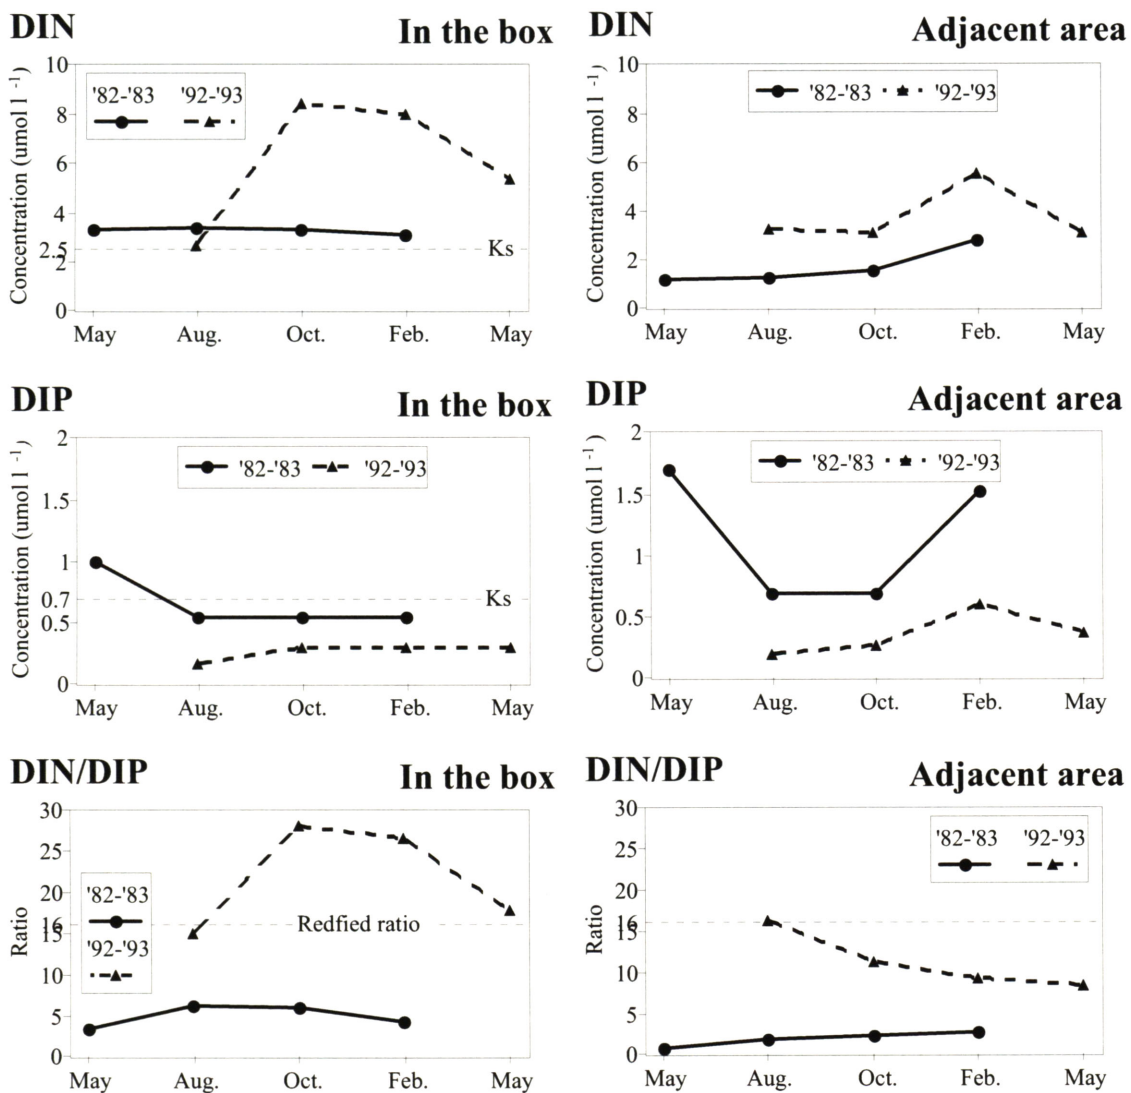 DIN In the box
Concentration (umol l ⁻¹)
10
8
6
4
2.5
2
0
'82-'83 '92-'93
Ks
May Aug. Oct. Feb. May
DIN Adjacent area
Concentration (umol l ⁻¹)
10
8
6
4
2
0
'82-'83 '92-'93
May Aug. Oct. Feb. May
DIP In the box
Concentration (umol l ⁻¹)
2
1.5
1
0.7
0.5
0
'82-'83 '92-'93
Ks
May Aug. Oct. Feb. May
DIP Adjacent area
Concentration (umol l ⁻¹)
2
1.5
1
0.5
0
'82-'83 '92-'93
May Aug. Oct. Feb. May
DIN/DIP In the box
Ratio
30
25
20
16
15
10
5
0
'82-'83
'92-'93
Redfied ratio
May Aug. Oct. Feb. May
DIN/DIP Adjacent area
Ratio
30
25
20
16
15
10
5
0
'82-'83 '92-'93
May Aug. Oct. Feb. May